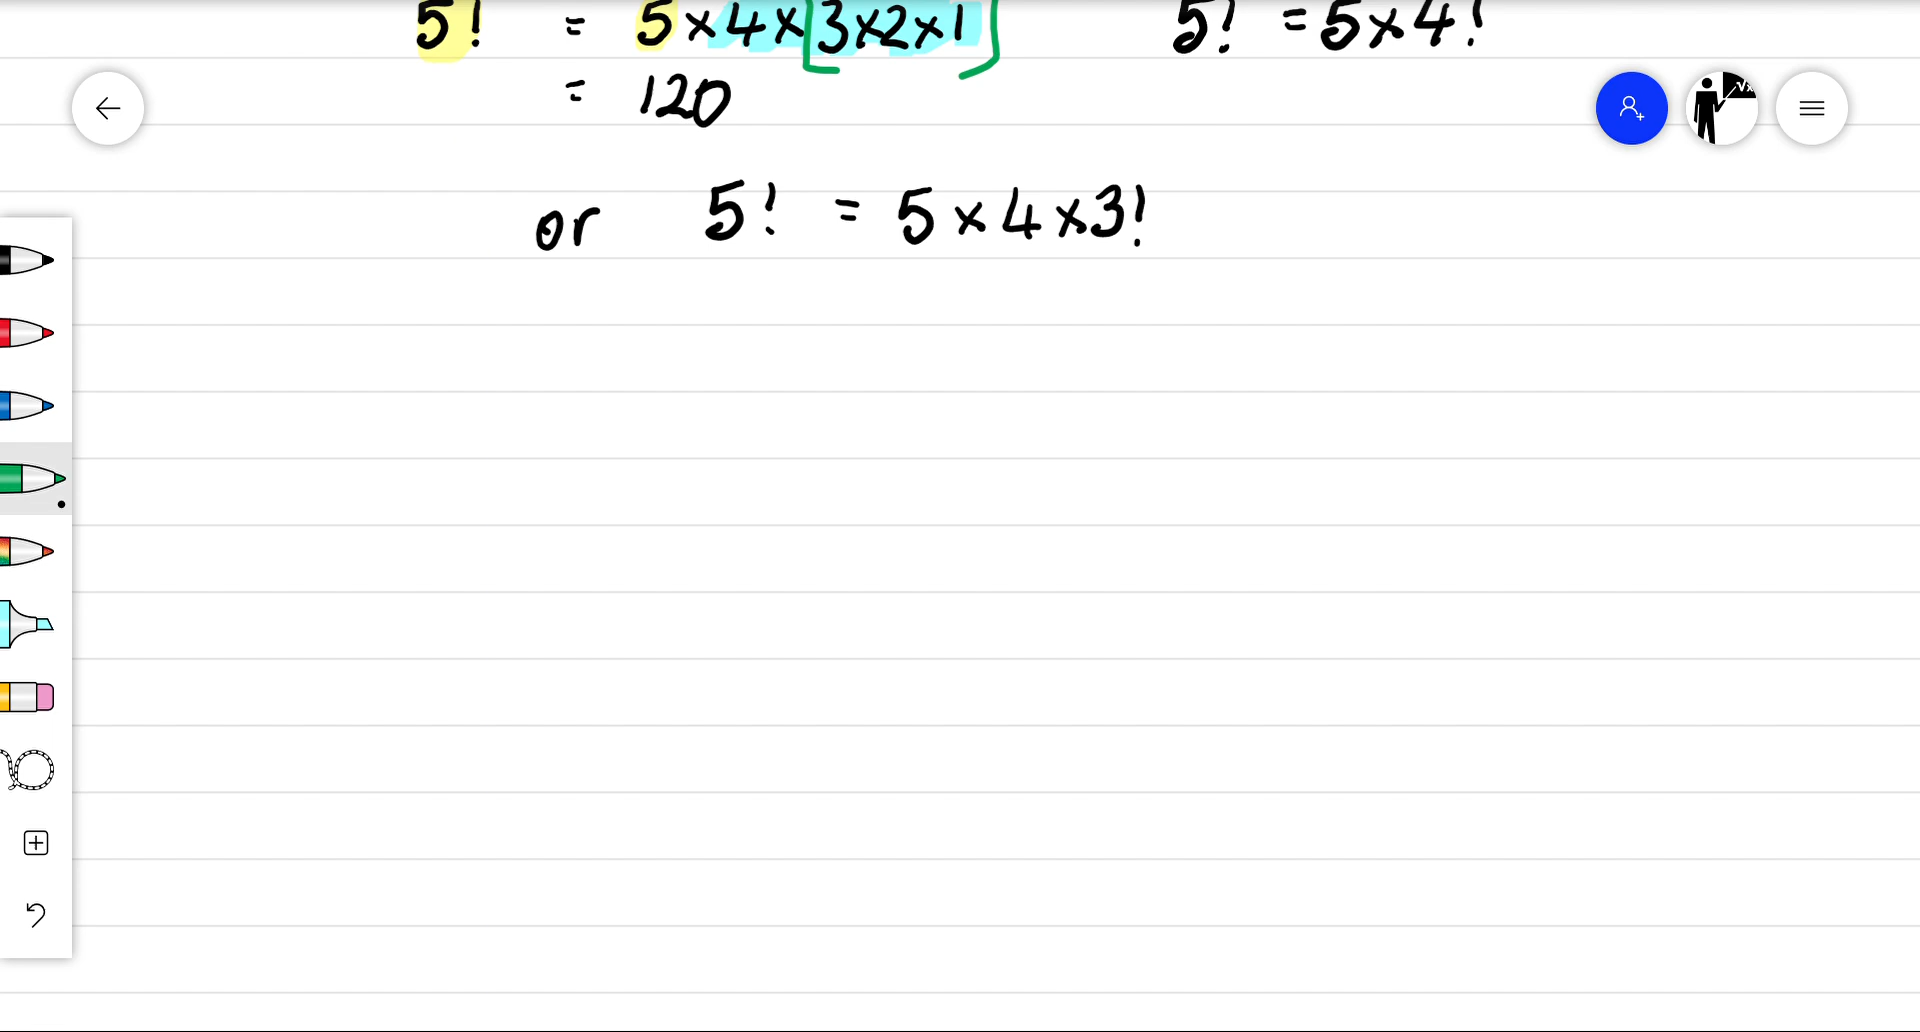 5! = 5×4×[3×2×1] 5! = 5×4!
= 120
or 5! = 5×4×3!